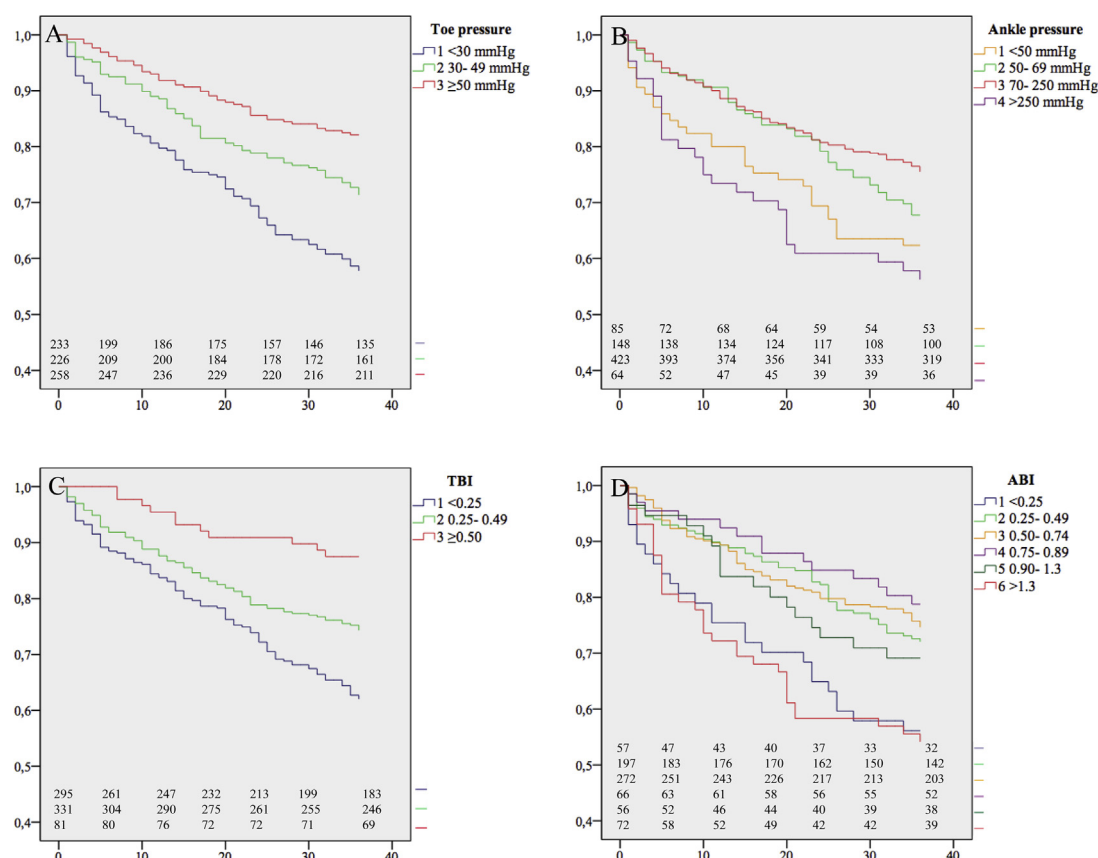 A
Toe pressure
1 <30 mmHg
2 30- 49 mmHg
3 ≥50 mmHg
1,0
0,9
0,8
0,7
0,6
0,5
0,4
233 199 186 175 157 146 135
226 209 200 184 178 172 161
258 247 236 229 220 216 211
0 10 20 30 40
B
Ankle pressure
1 <50 mmHg
2 50- 69 mmHg
3 70- 250 mmHg
4 >250 mmHg
1,0
0,9
0,8
0,7
0,6
0,5
0,4
85 72 68 64 59 54 53
148 138 134 124 117 108 100
423 393 374 356 341 333 319
64 52 47 45 39 39 36
0 10 20 30 40
C
TBI
1 <0.25
2 0.25- 0.49
3 ≥0.50
1,0
0,9
0,8
0,7
0,6
0,5
0,4
295 261 247 232 213 199 183
331 304 290 275 261 255 246
81 80 76 72 72 71 69
0 10 20 30 40
D
ABI
1 <0.25
2 0.25- 0.49
3 0.50- 0.74
4 0.75- 0.89
5 0.90- 1.3
6 >1.3
1,0
0,9
0,8
0,7
0,6
0,5
0,4
57 47 43 40 37 33 32
197 183 176 170 162 150 142
272 251 243 226 217 213 203
66 63 61 58 56 55 52
56 52 46 44 40 39 38
72 58 52 49 42 42 39
0 10 20 30 40